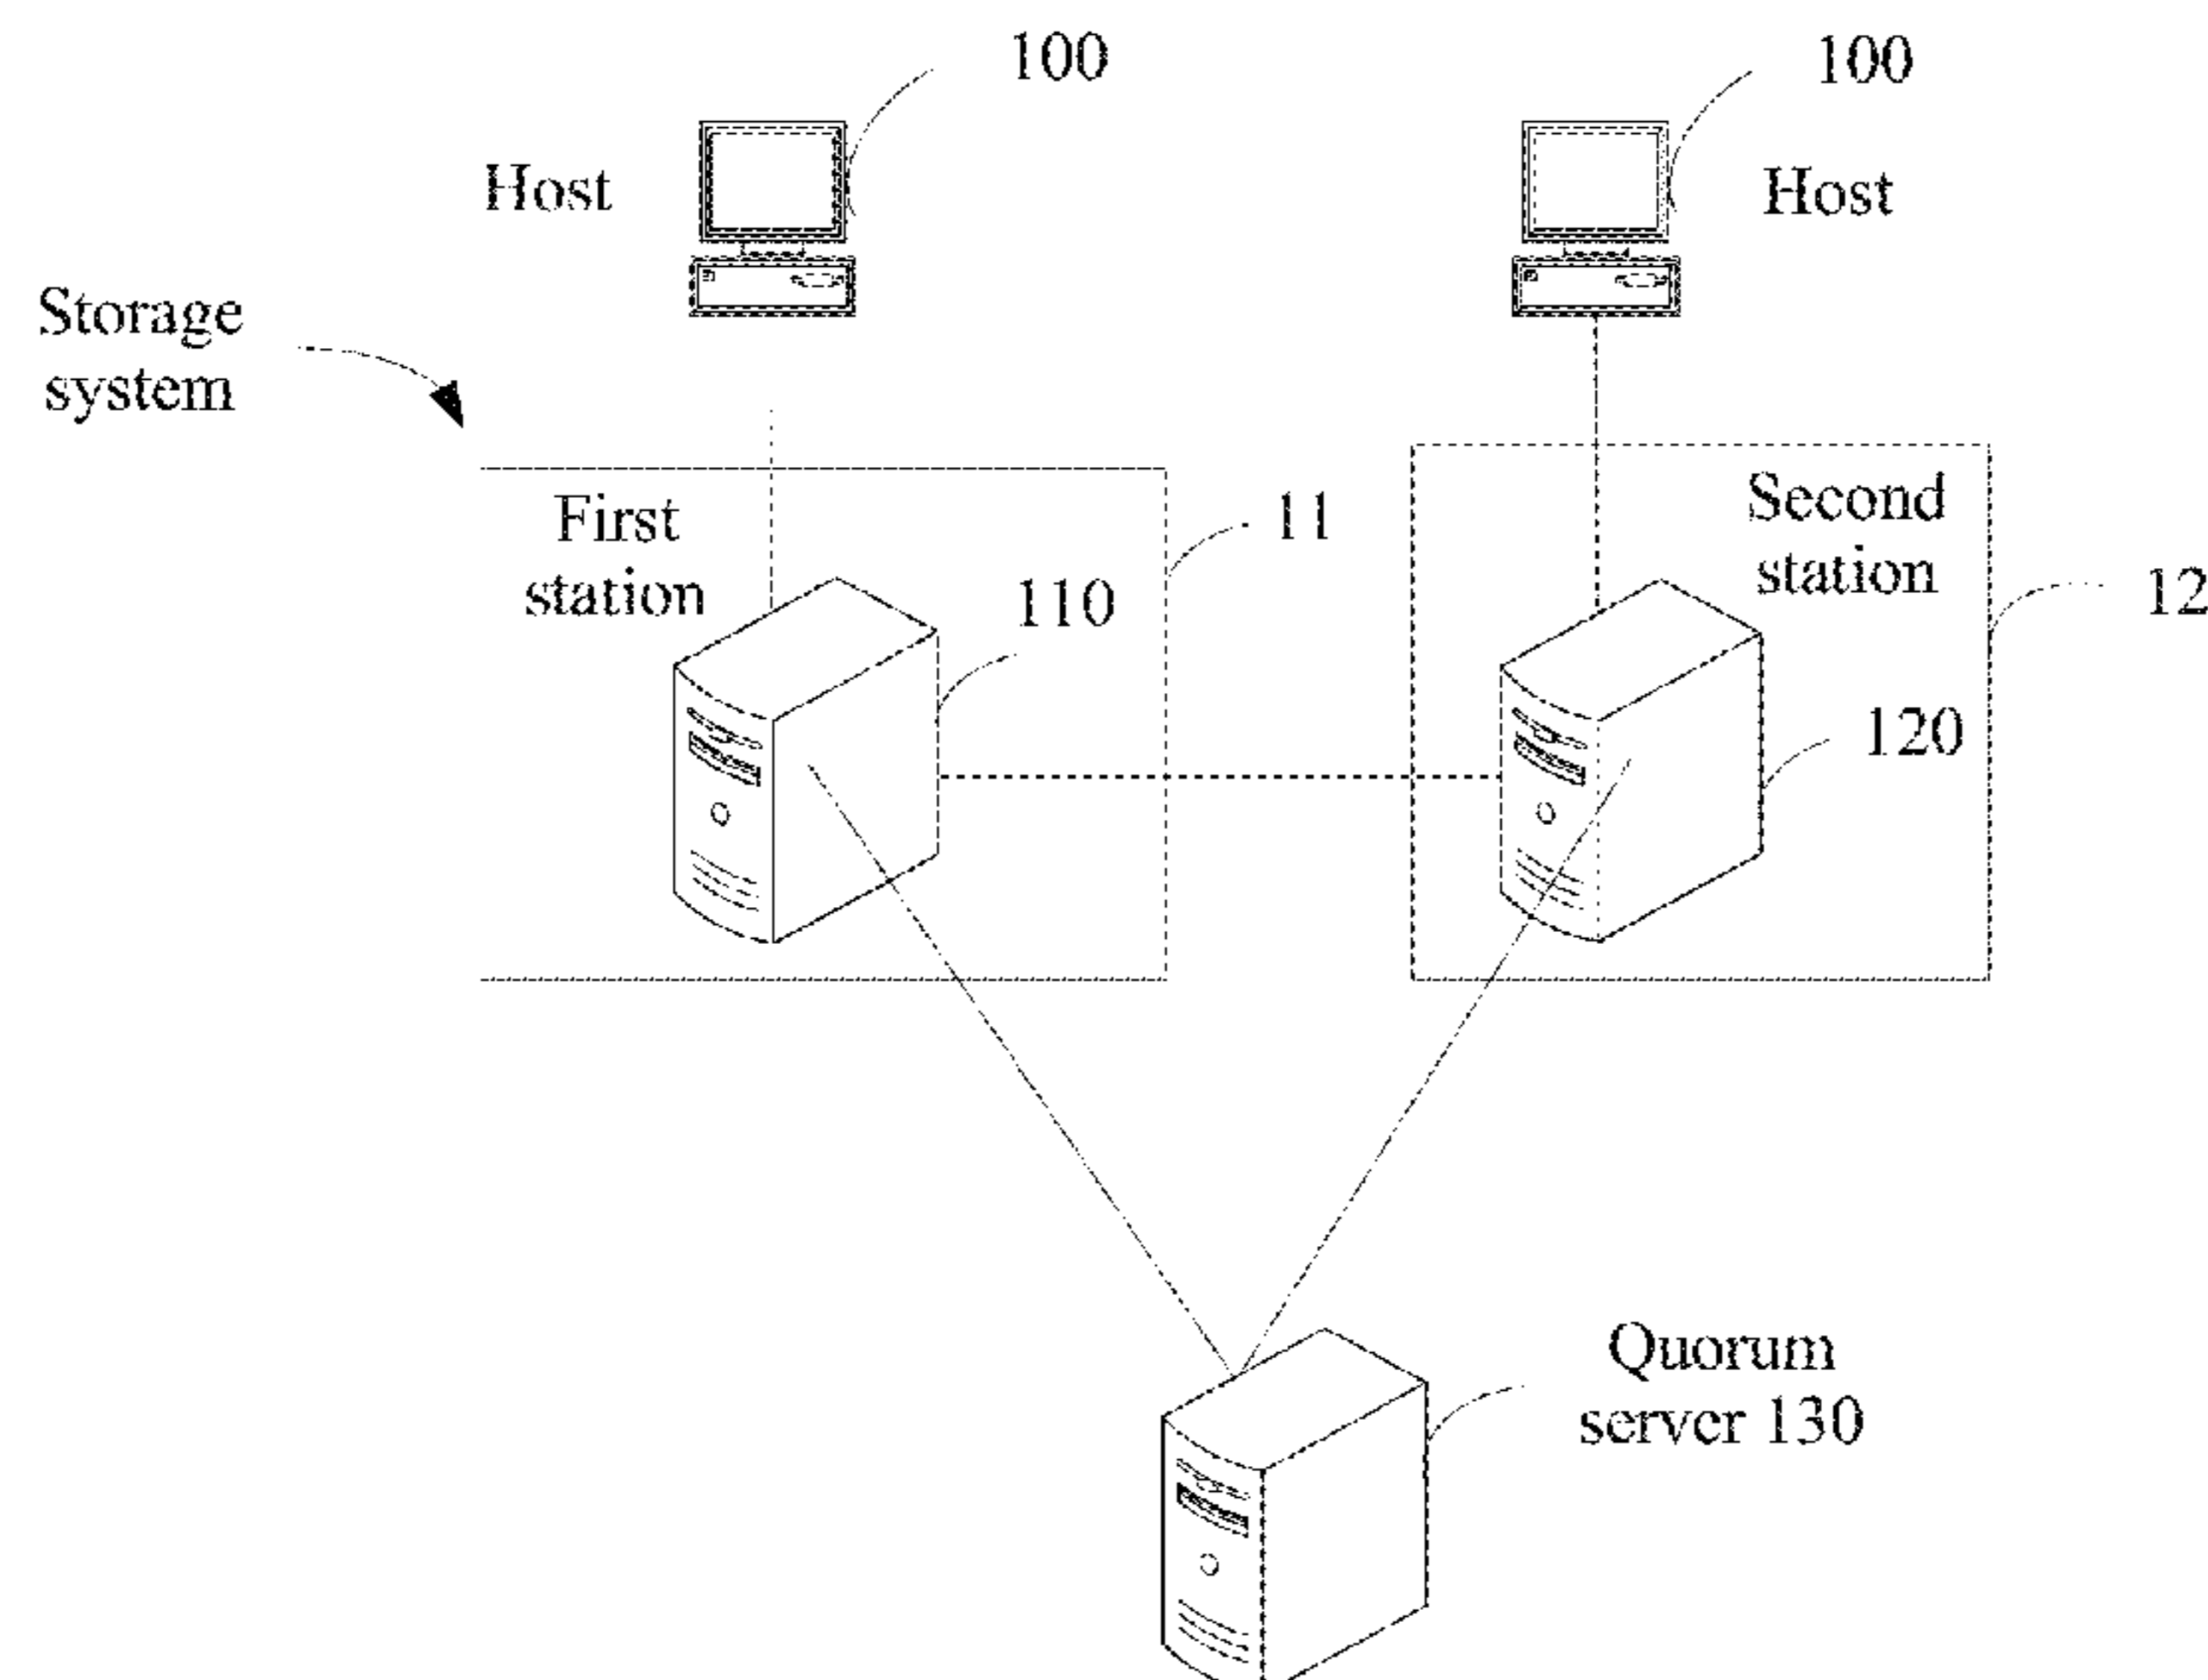 100
100
Host
Host
Storage
system
First
station
11
Second
station
12
110
120
Quorum
server 130